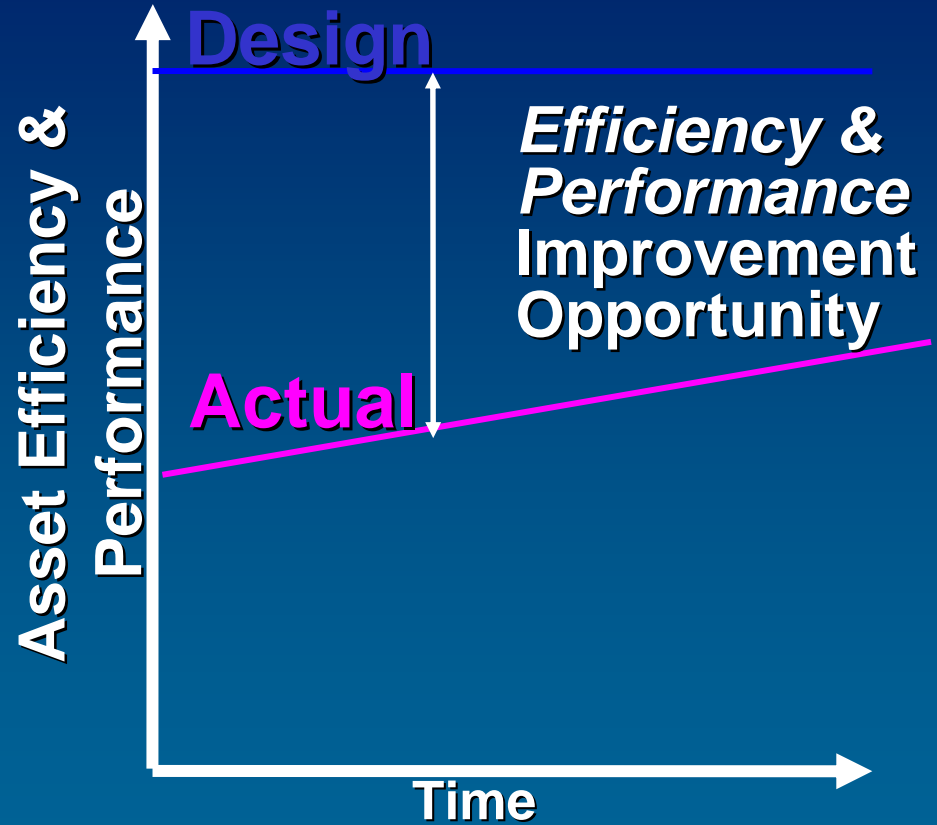 Design
Asset Efficiency &
Performance
Efficiency &
Performance
Improvement
Opportunity
Actual
Time